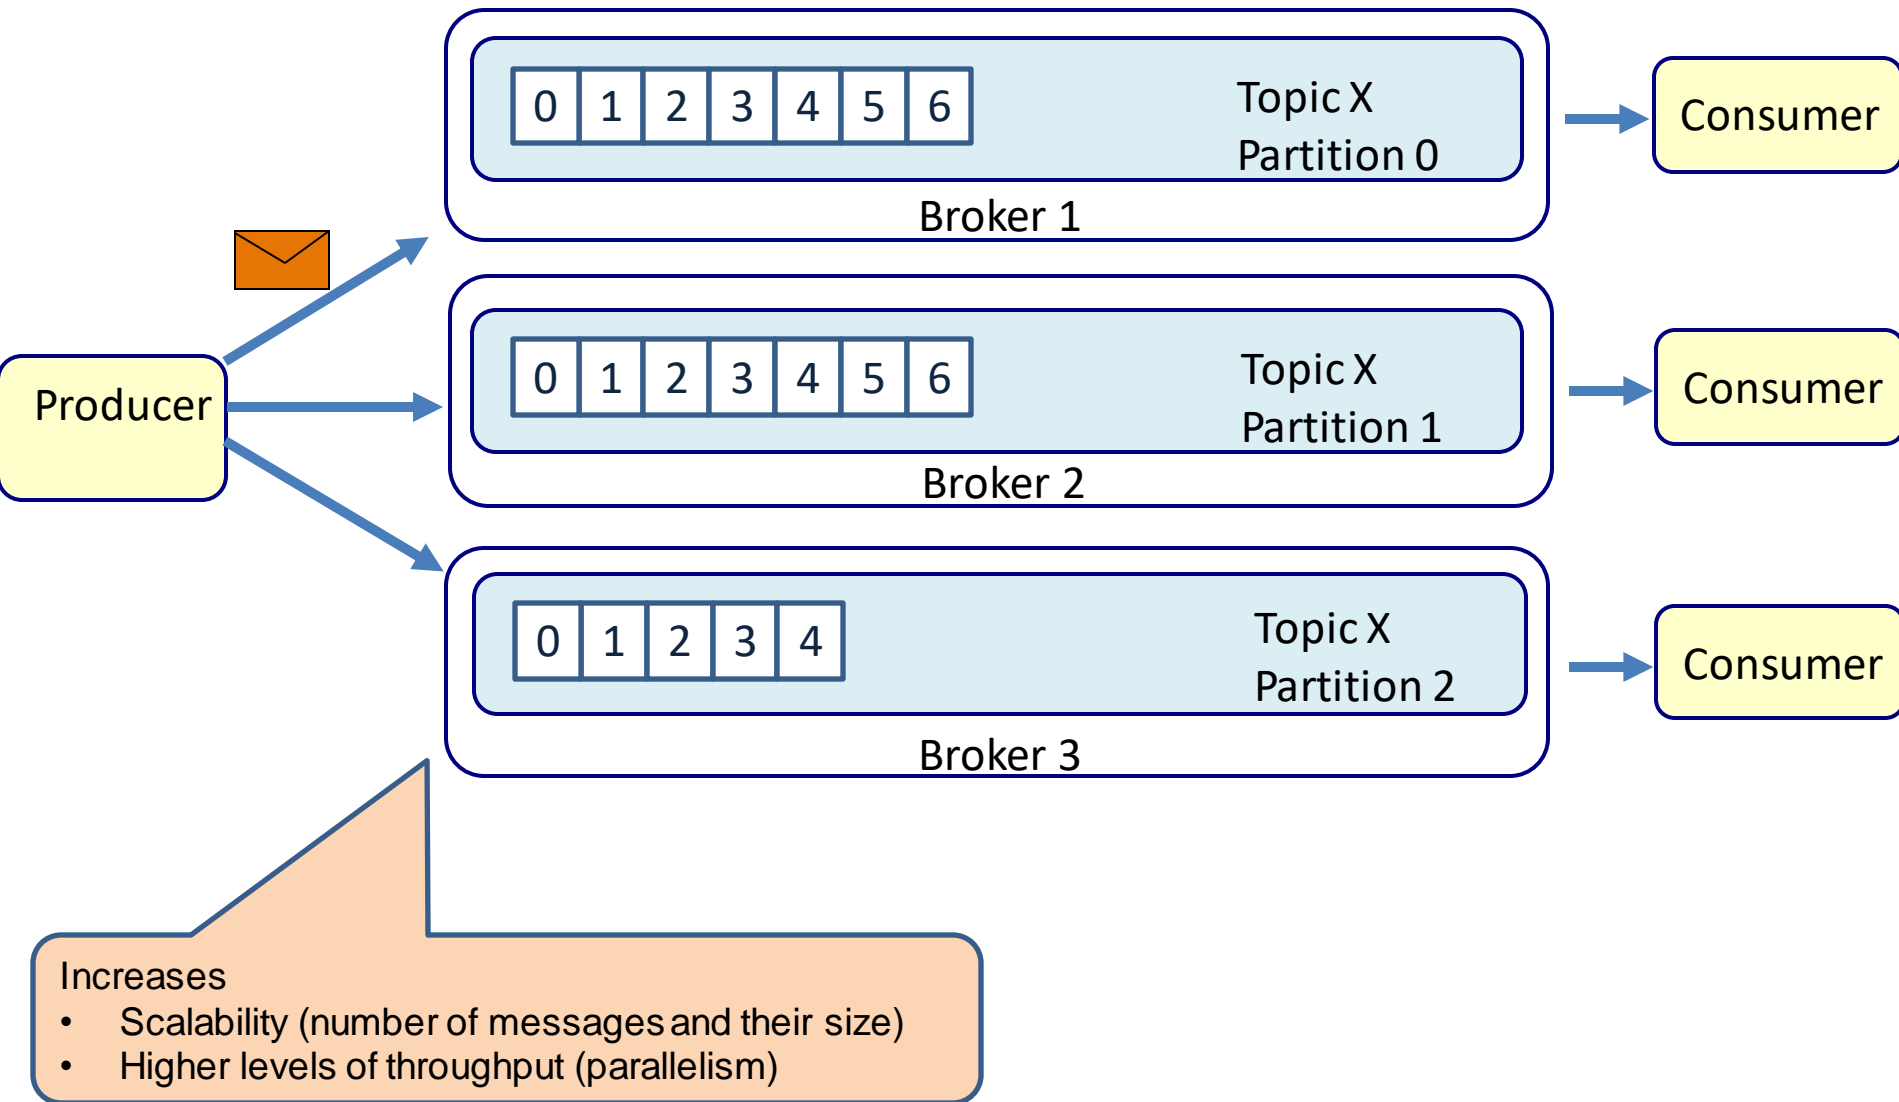 0 1 2 3 4 5 6
Topic X
Partition 0
Broker 1
Consumer
Producer
0 1 2 3 4 5 6
Topic X
Partition 1
Broker 2
Consumer
0 1 2 3 4
Topic X
Partition 2
Broker 3
Consumer
Increases
• Scalability (number of messages and their size)
• Higher levels of throughput (parallelism)